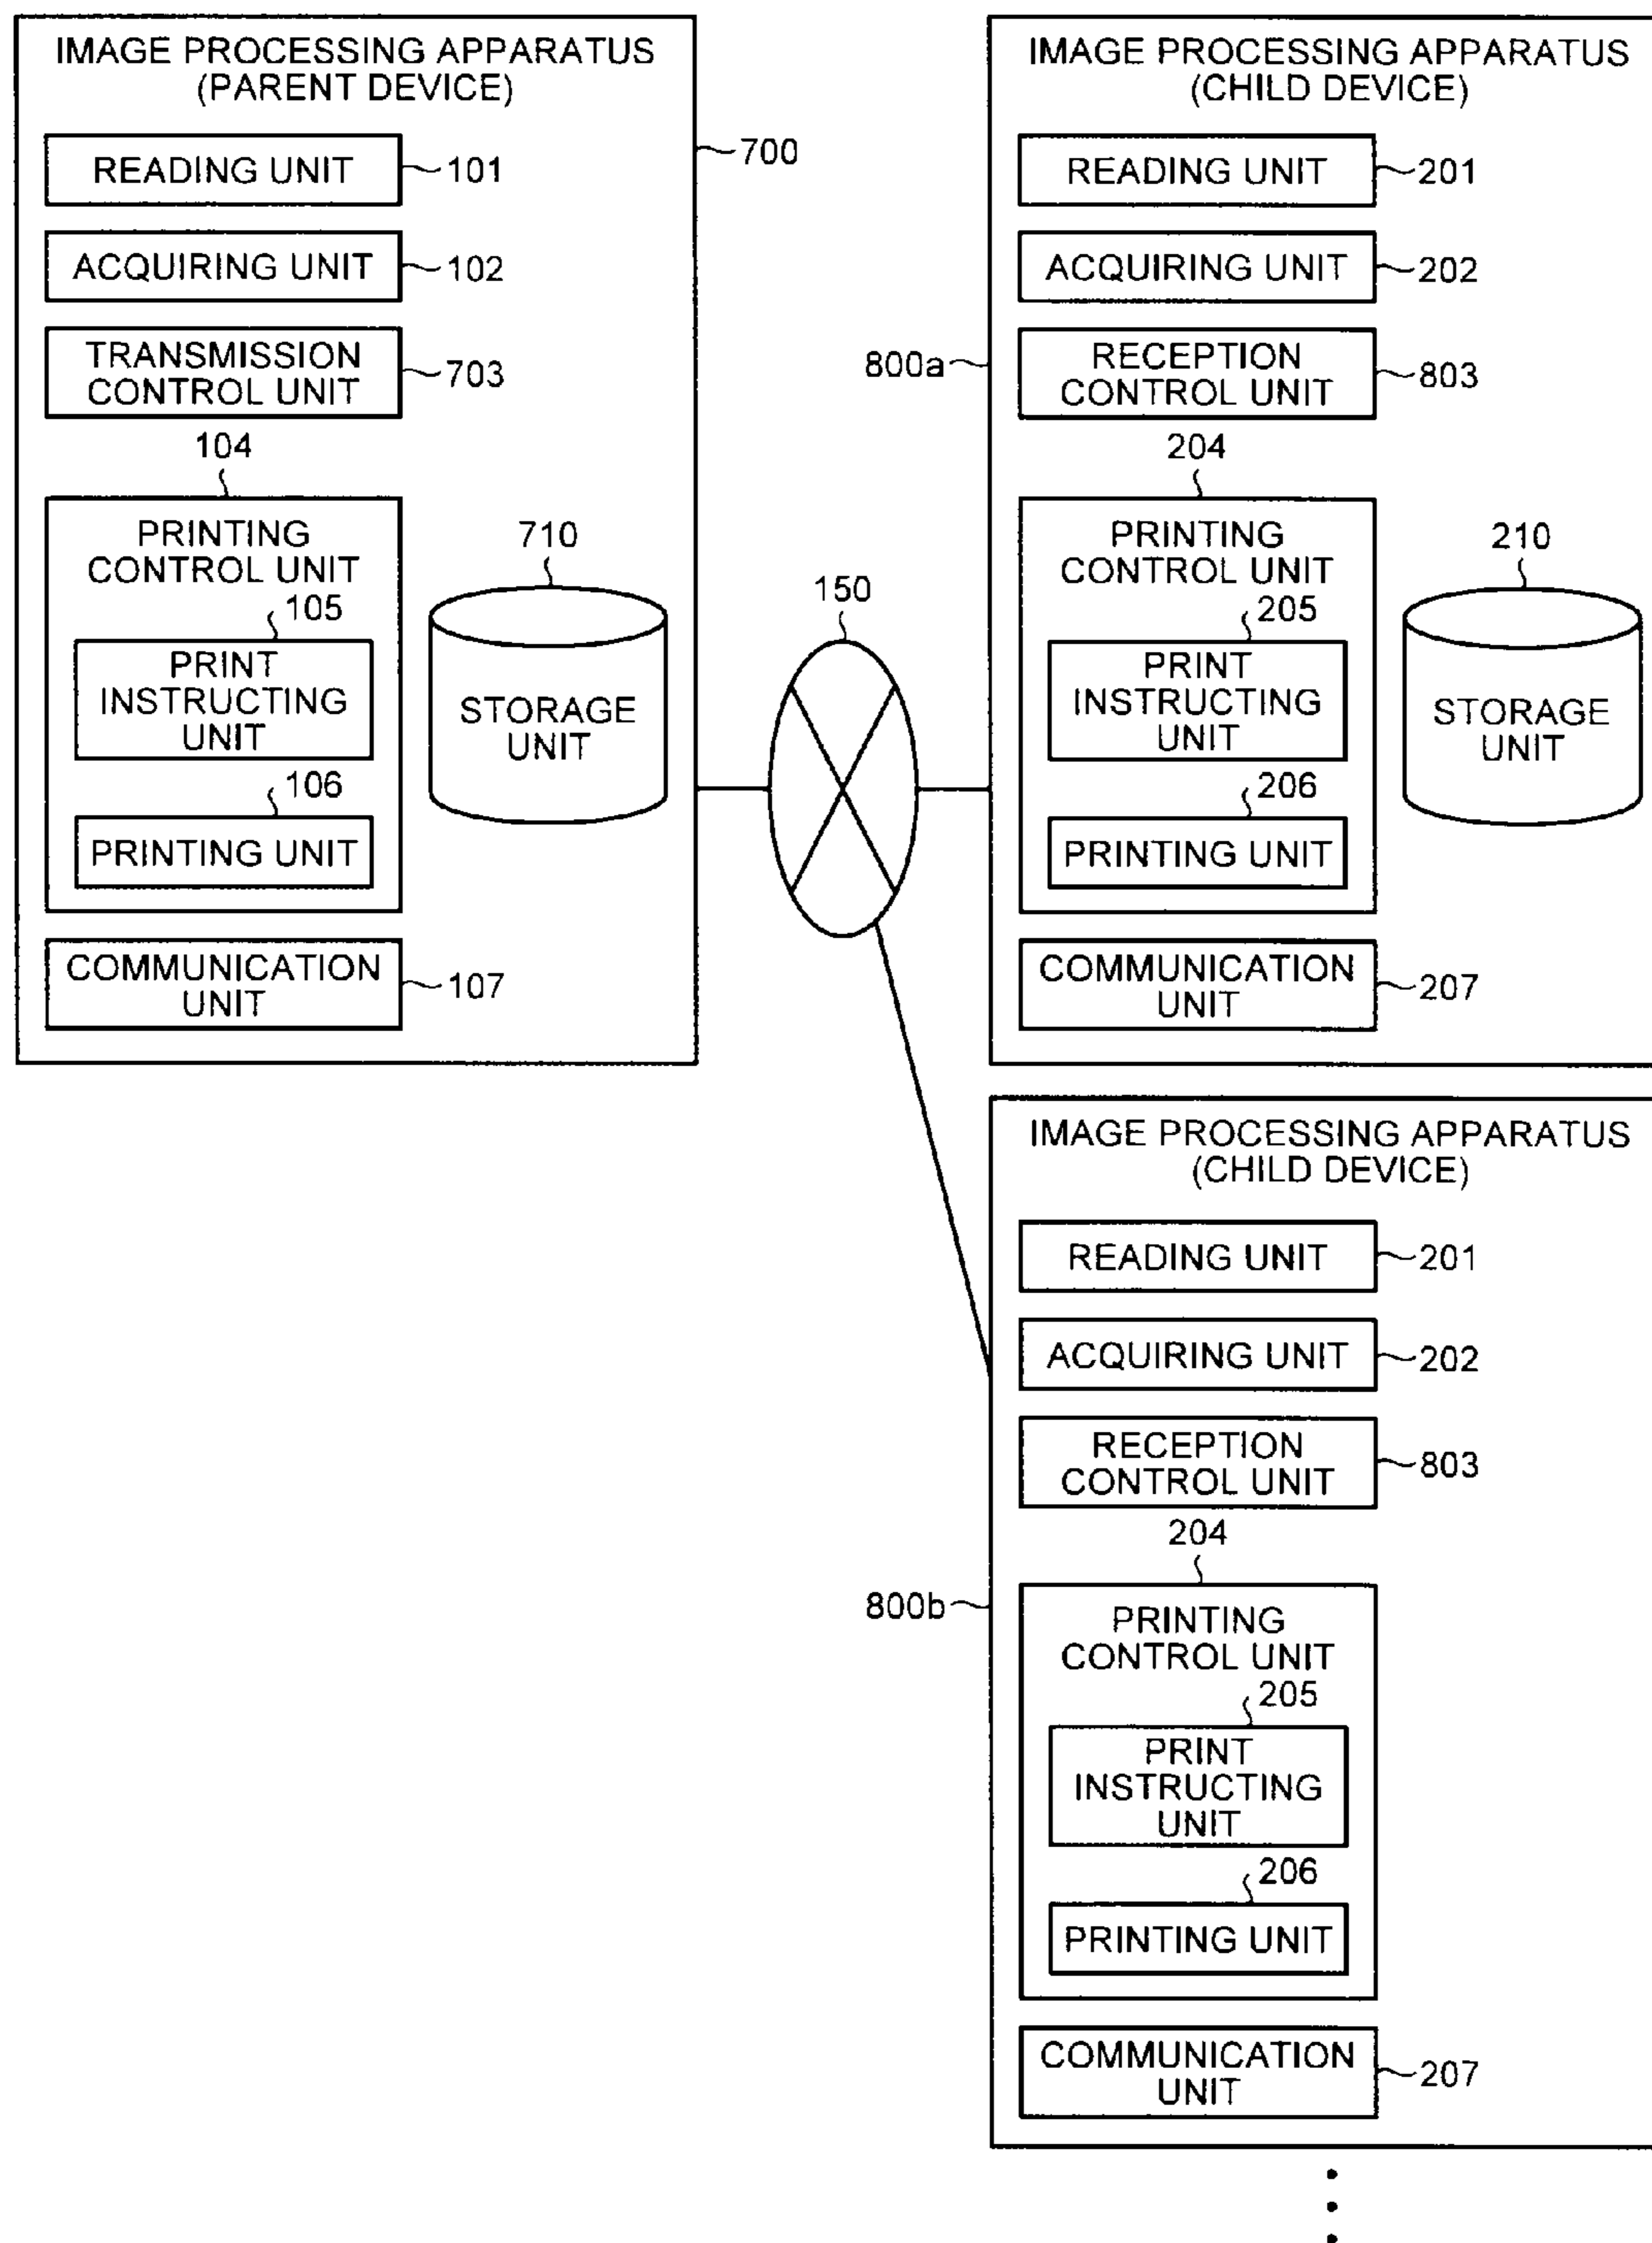 IMAGE PROCESSING APPARATUS
(PARENT DEVICE)
700
READING UNIT
101
ACQUIRING UNIT
102
TRANSMISSION
CONTROL UNIT
703
104
PRINTING
CONTROL UNIT
105
PRINT
INSTRUCTING
UNIT
106
PRINTING UNIT
710
STORAGE
UNIT
COMMUNICATION
UNIT
107
150
IMAGE PROCESSING APPARATUS
(CHILD DEVICE)
800a
READING UNIT
201
ACQUIRING UNIT
202
RECEPTION
CONTROL UNIT
803
204
PRINTING
CONTROL UNIT
205
PRINT
INSTRUCTING
UNIT
206
PRINTING UNIT
210
STORAGE
UNIT
COMMUNICATION
UNIT
207
IMAGE PROCESSING APPARATUS
(CHILD DEVICE)
800b
READING UNIT
201
ACQUIRING UNIT
202
RECEPTION
CONTROL UNIT
803
204
PRINTING
CONTROL UNIT
205
PRINT
INSTRUCTING
UNIT
206
PRINTING UNIT
COMMUNICATION
UNIT
207